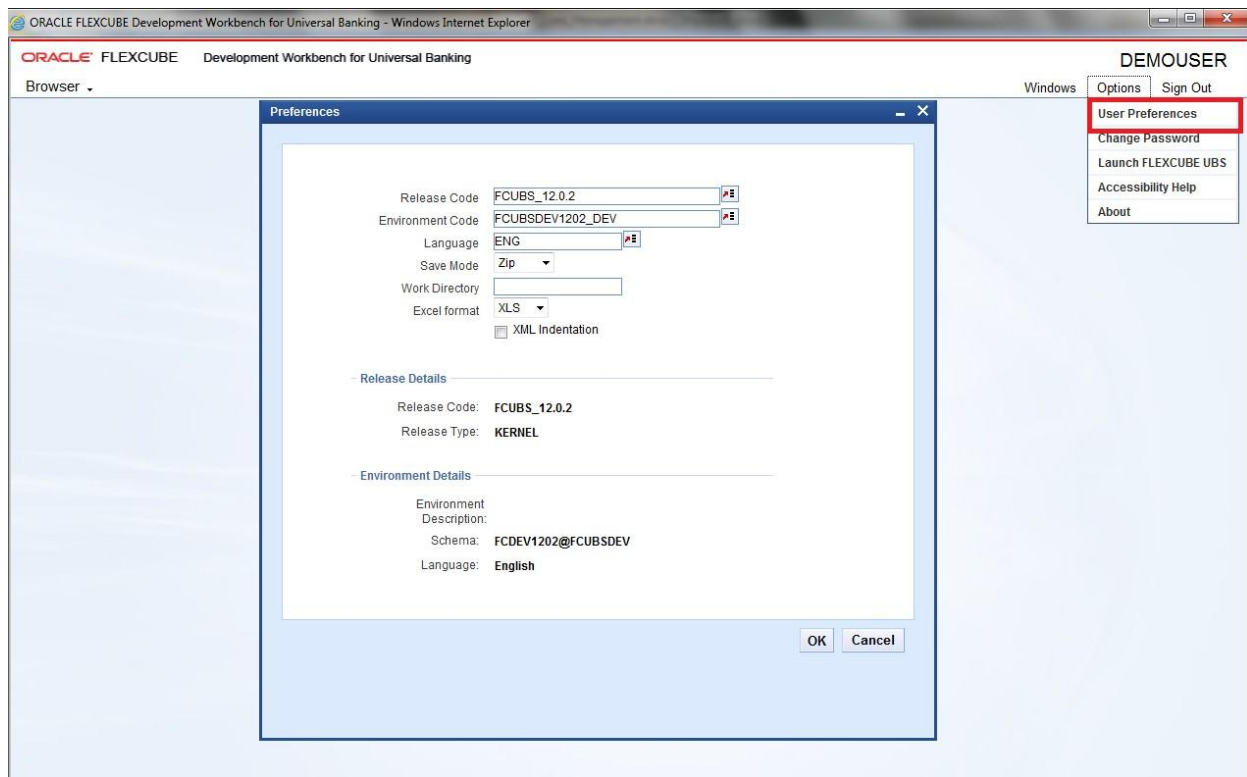 ORACLE FLEXCUBE Development Workbench for Universal Banking - Windows Internet Explorer
ORACLE FLEXCUBE Development Workbench for Universal Banking DEMOUSER
Browser Windows Options Sign Out
User Preferences
Change Password
Launch FLEXCUBE UBS
Accessibility Help
About
Preferences
Release Code FCUBS_12.0.2
Environment Code FCUBSDEV1202_DEV
Language ENG
Save Mode Zip
Work Directory
Excel format XLS
XML Indentation
Release Details
Release Code: FCUBS_12.0.2
Release Type: KERNEL
Environment Details
Environment
Description:
Schema: FCDEV1202@FCUBSDEV
Language: English
OK Cancel